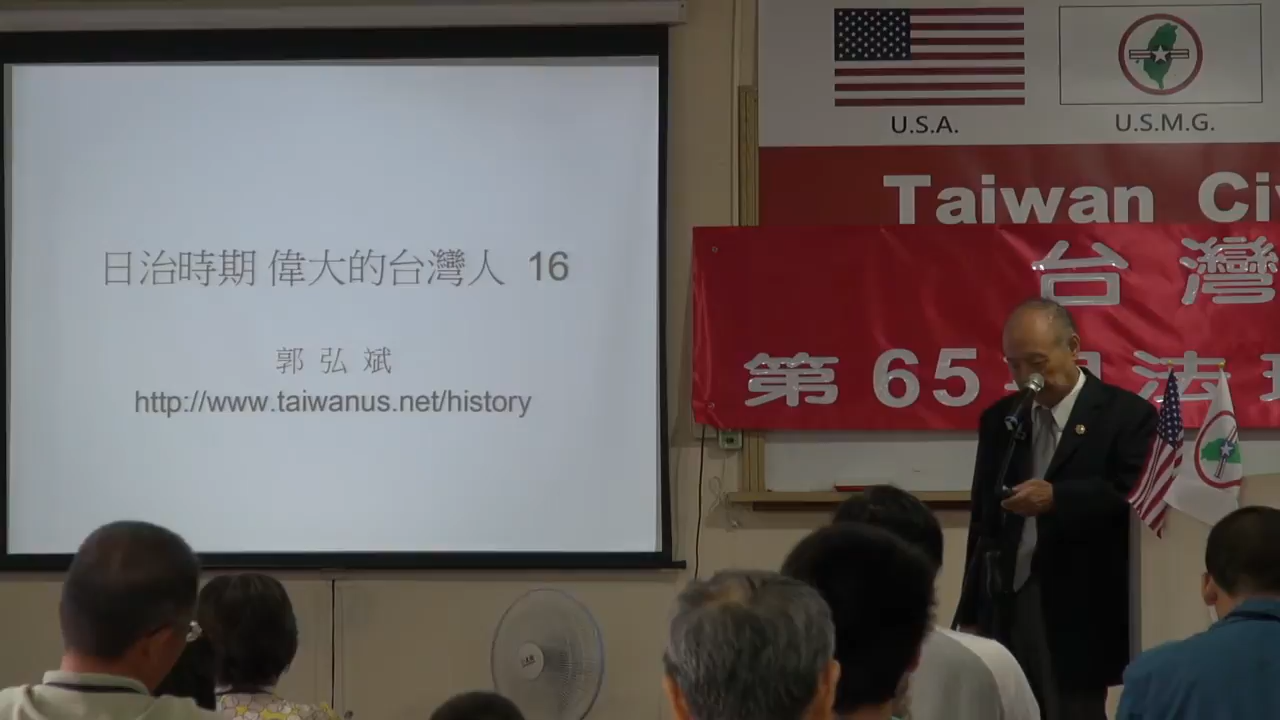 日治時期 偉大的台灣人 16
郭 弘 斌
http://www.taiwanus.net/history
U.S.A.
U.S.M.G.
Taiwan Ci
台 灣
第 65
法